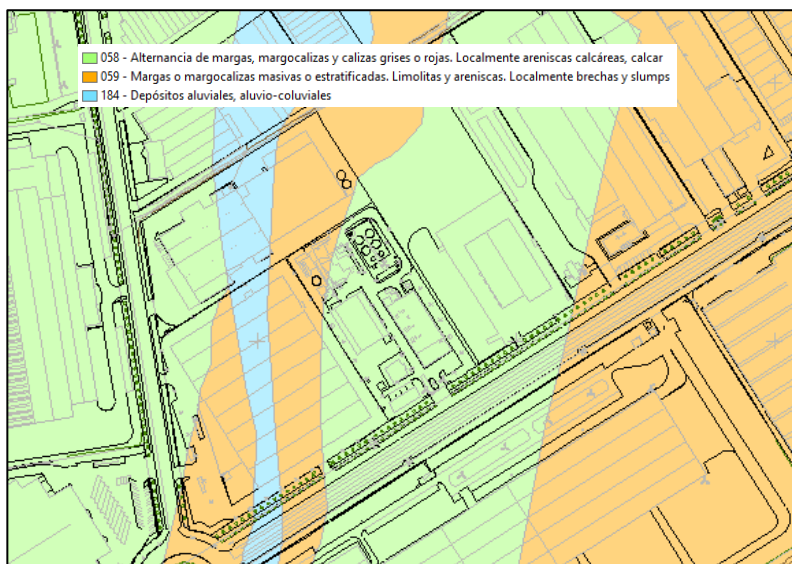 058 - Alternancia de margas, margocalizas y calizas grises o rojas. Localmente areniscas calcáreas, calcar
059 - Margas o margocalizas masivas o estratificadas. Limolitas y areniscas. Localmente brechas y slumps
184 - Depósitos aluviales, aluvio-coluviales